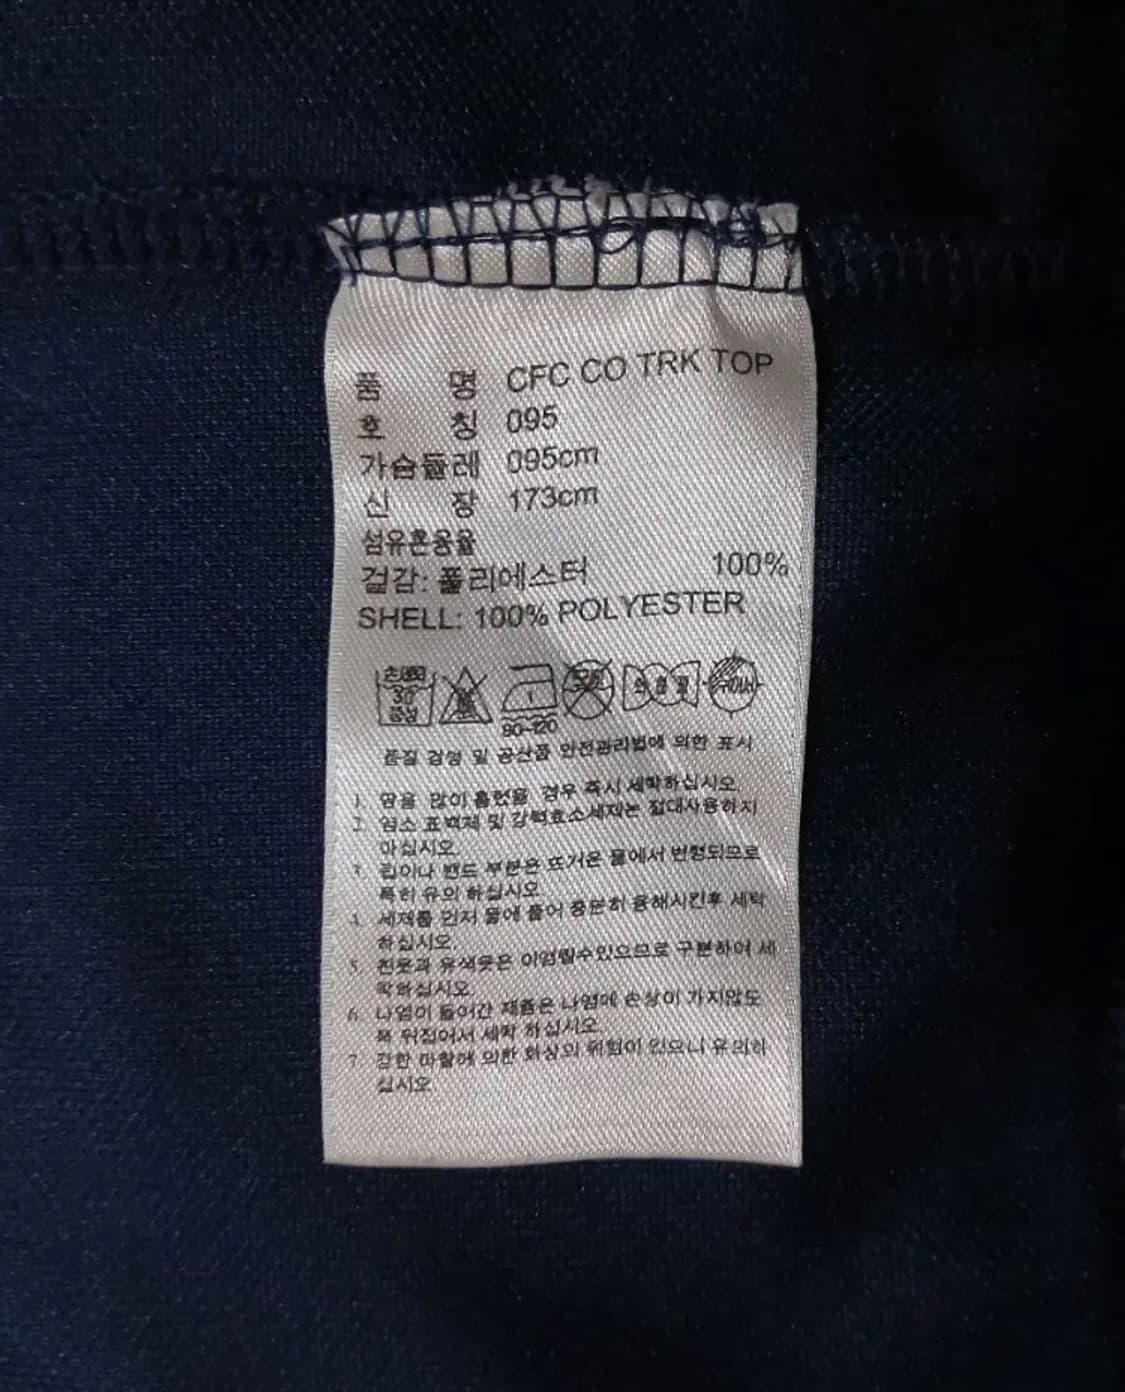 품 명 CFC CO TRK TOP
호 칭 095
가슴둘레 095cm
신 장 173cm
섬유혼용율
겉감: 폴리에스터 100%
SHELL: 100% POLYESTER
손세탁
30°
중성
80~120
품질 경영 및 공산품 안전관리법에 의한 표시
1. 땀을 많이 흘렸을 경우 즉시 세탁하십시오.
2. 염소 표백제 및 강력효소세제는 절대사용하지
마십시오.
3. 립이나 밴드 부분은 뜨거운 물에서 변형되므로
특히 유의 하십시오.
4. 세제를 먼저 물에 풀어 충분히 용해시킨후 세탁
하십시오.
5. 흰옷과 유색옷은 이염될수있으므로 구분하여 세
탁하십시오.
6. 나염이 들어간 제품은 나염에 손상이 가지않도
록 뒤집어서 세탁 하십시오.
7. 강한 마찰에 의한 화상의 위험이 있으니 유의하
십시오.